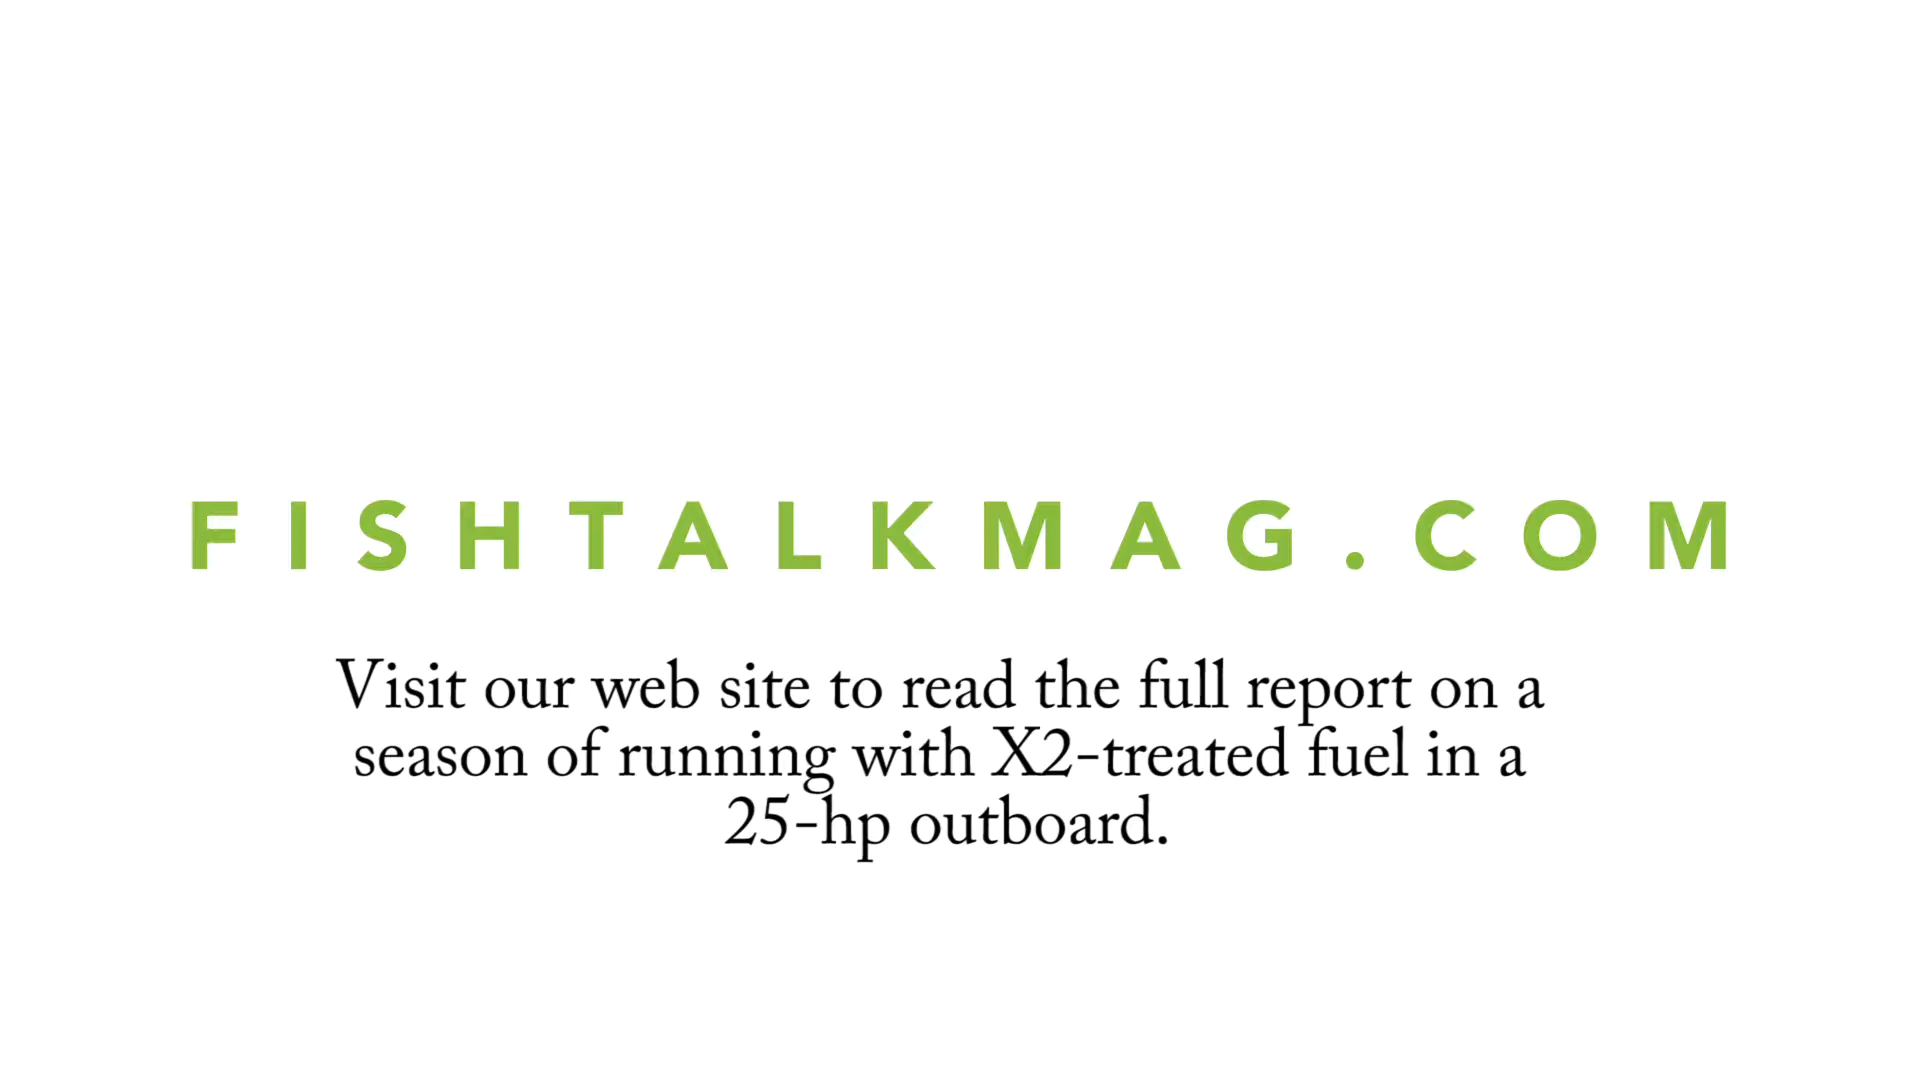 FISHTALKMAG.COM
Visit our web site to read the full report on a
season of running with X2-treated fuel in a
25-hp outboard.